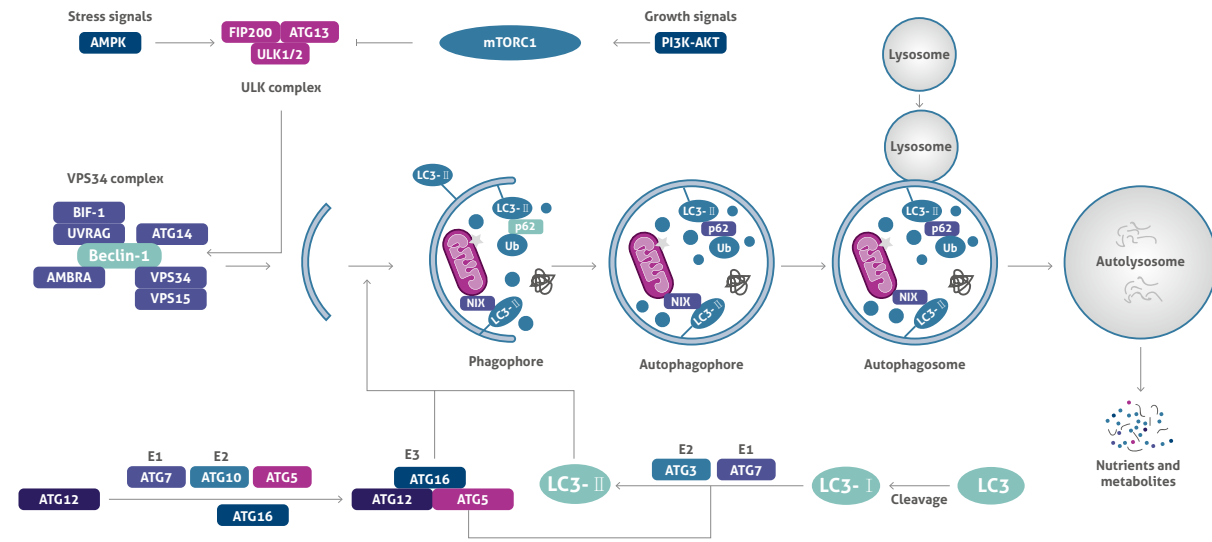 Stress signals
AMPK
FIP200
ATG13
ULK1/2
ULK complex
mTORC1
Growth signals
PI3K-AKT
Lysosome
Lysosome
VPS34 complex
BIF-1
UVRAG
ATG14
Beclin-1
AMBRA
VPS34
VPS15
LC3-Ⅱ
LC3-Ⅱ
p62
Ub
NIX
LC3-Ⅱ
Phagophore
LC3-Ⅱ
p62
Ub
NIX
LC3-Ⅱ
Autophagophore
LC3-Ⅱ
p62
Ub
NIX
LC3-Ⅱ
Autophagosome
Autolysosome
Nutrients and
metabolites
E1
ATG7
E2
ATG10
ATG5
ATG12
ATG16
E3
ATG16
ATG12
ATG5
LC3-Ⅱ
E2
ATG3
E1
ATG7
LC3-Ⅰ
Cleavage
LC3